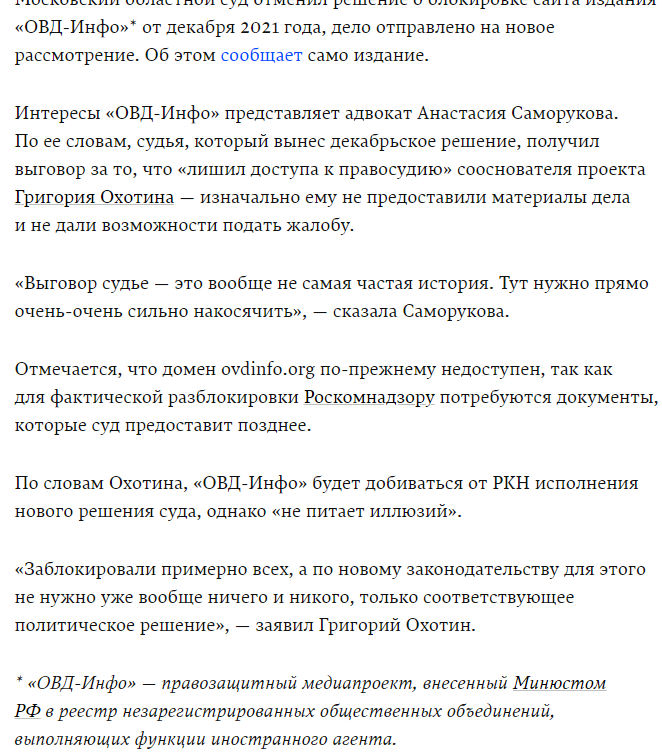 Московский областной суд отменил решение о блокировке сайта издания
«ОВД-Инфо»* от декабря 2021 года, дело отправлено на новое
рассмотрение. Об этом сообщает само издание.
Интересы «ОВД-Инфо» представляет адвокат Анастасия Саморукова.
По ее словам, судья, который вынес декабрьское решение, получил
выговор за то, что «лишил доступа к правосудию» сооснователя проекта
Григория Охотина — изначально ему не предоставили материалы дела
и не дали возможности подать жалобу.
«Выговор судье — это вообще не самая частая история. Тут нужно прямо
очень-очень сильно накосячить», — сказала Саморукова.
Отмечается, что домен ovdinfo.org по-прежнему недоступен, так как
для фактической разблокировки Роскомнадзору потребуются документы,
которые суд предоставит позднее.
По словам Охотина, «ОВД-Инфо» будет добиваться от РКН исполнения
нового решения суда, однако «не питает иллюзий».
«Заблокировали примерно всех, а по новому законодательству для этого
не нужно уже вообще ничего и никого, только соответствующее
политическое решение», — заявил Григорий Охотин.
* «ОВД-Инфо» — правозащитный медиапроект, внесенный Минюстом
РФ в реестр незарегистрированных общественных объединений,
выполняющих функции иностранного агента.